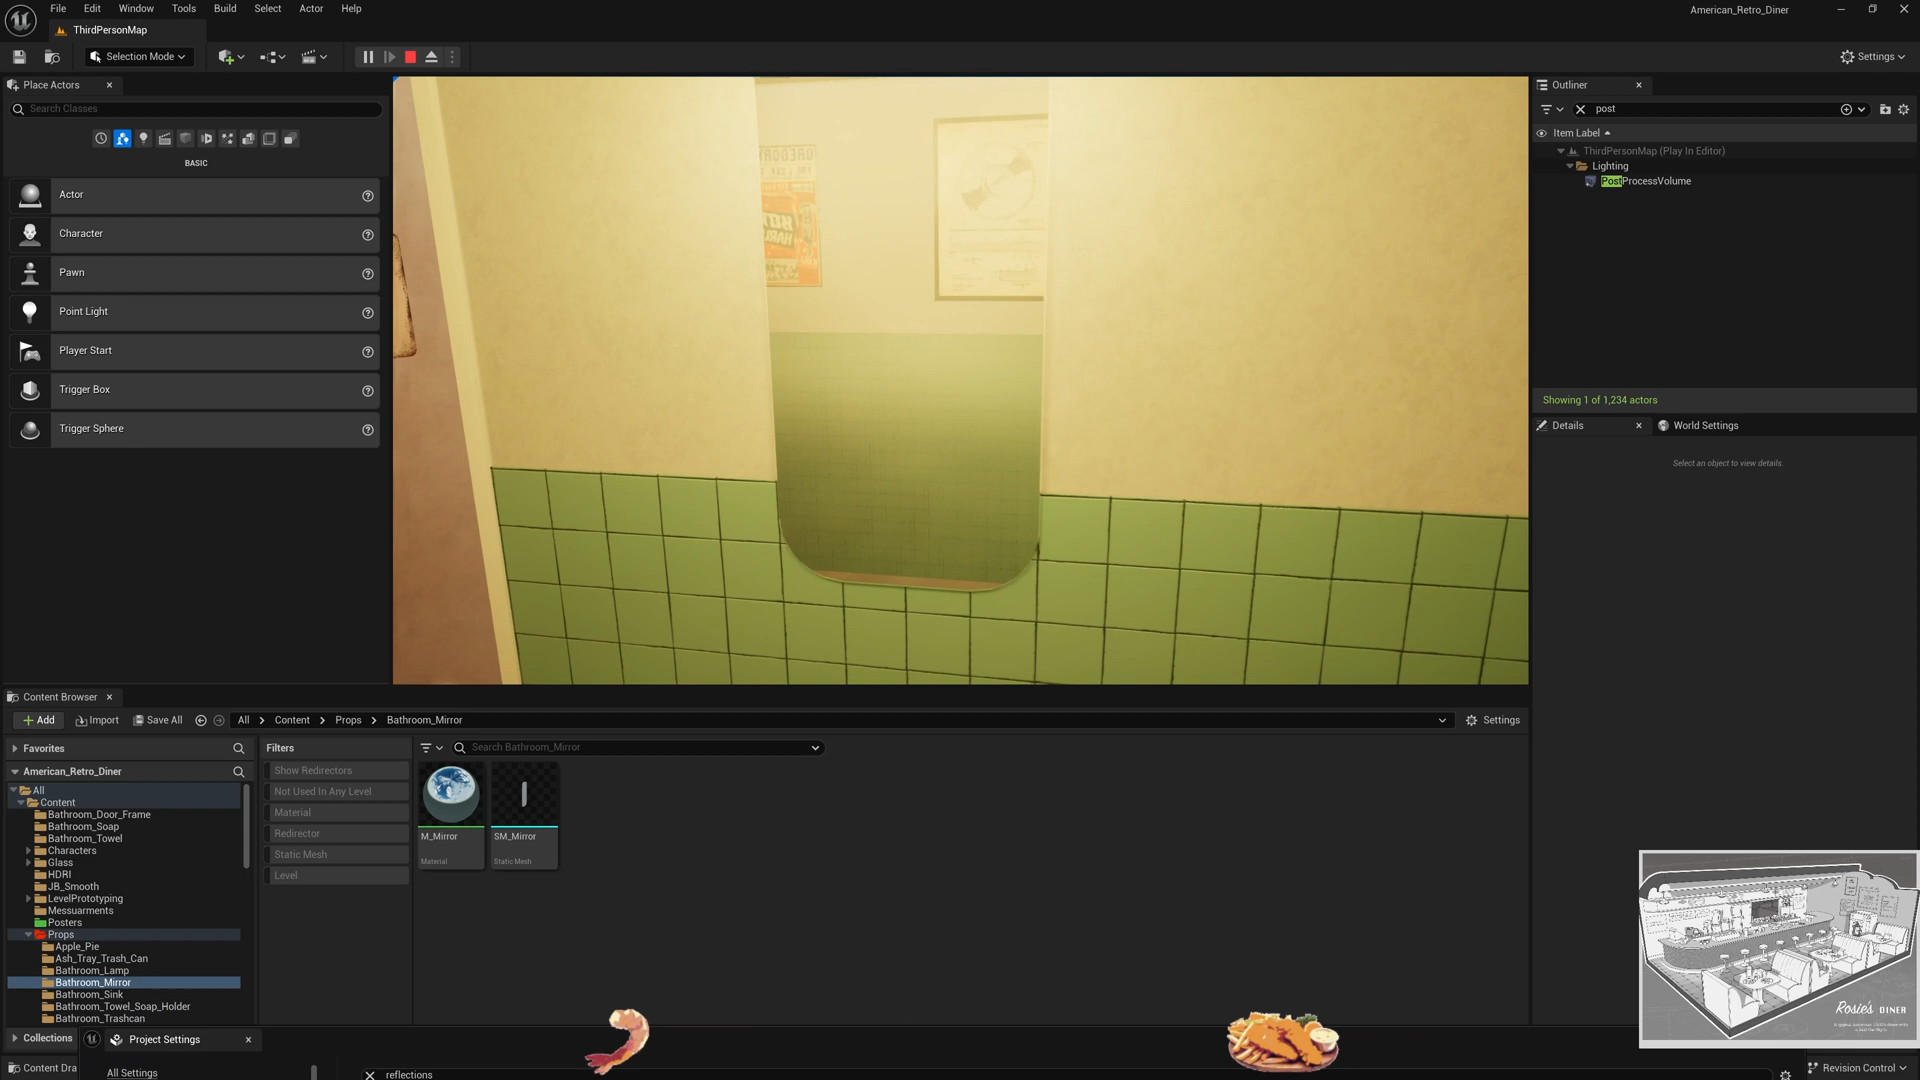 File Edit Window Tools Build Select Actor Help
American_Retro_Diner
ThirdPersonMap
Selection Mode
Settings
Place Actors
Search Classes
BASIC
Actor
Character
Pawn
Point Light
Player Start
Trigger Box
Trigger Sphere
Outliner
post
Item Label
ThirdPersonMap (Play In Editor)
Lighting
PostProcessVolume
Showing 1 of 1,234 actors
Details
World Settings
Select an object to view details.
Content Browser
Add
Import
Save All
All
Content
Props
Bathroom_Mirror
Settings
Favorites
American_Retro_Diner
All
Content
Bathroom_Door_Frame
Bathroom_Soap
Bathroom_Towel
Characters
Glass
HDRI
JB_Smooth
LevelPrototyping
Messuarments
Posters
Props
Apple_Pie
Ash_Tray_Trash_Can
Bathroom_Lamp
Bathroom_Mirror
Bathroom_Sink
Bathroom_Towel_Soap_Holder
Bathroom_Trashcan
Collections
Filters
Show Redirectors
Not Used In Any Level
Material
Redirector
Static Mesh
Level
Search Bathroom_Mirror
M_Mirror
Material
SM_Mirror
Static Mesh
Rosie's DINER
Project Settings
Content Dra
All Settings
reflections
Revision Control